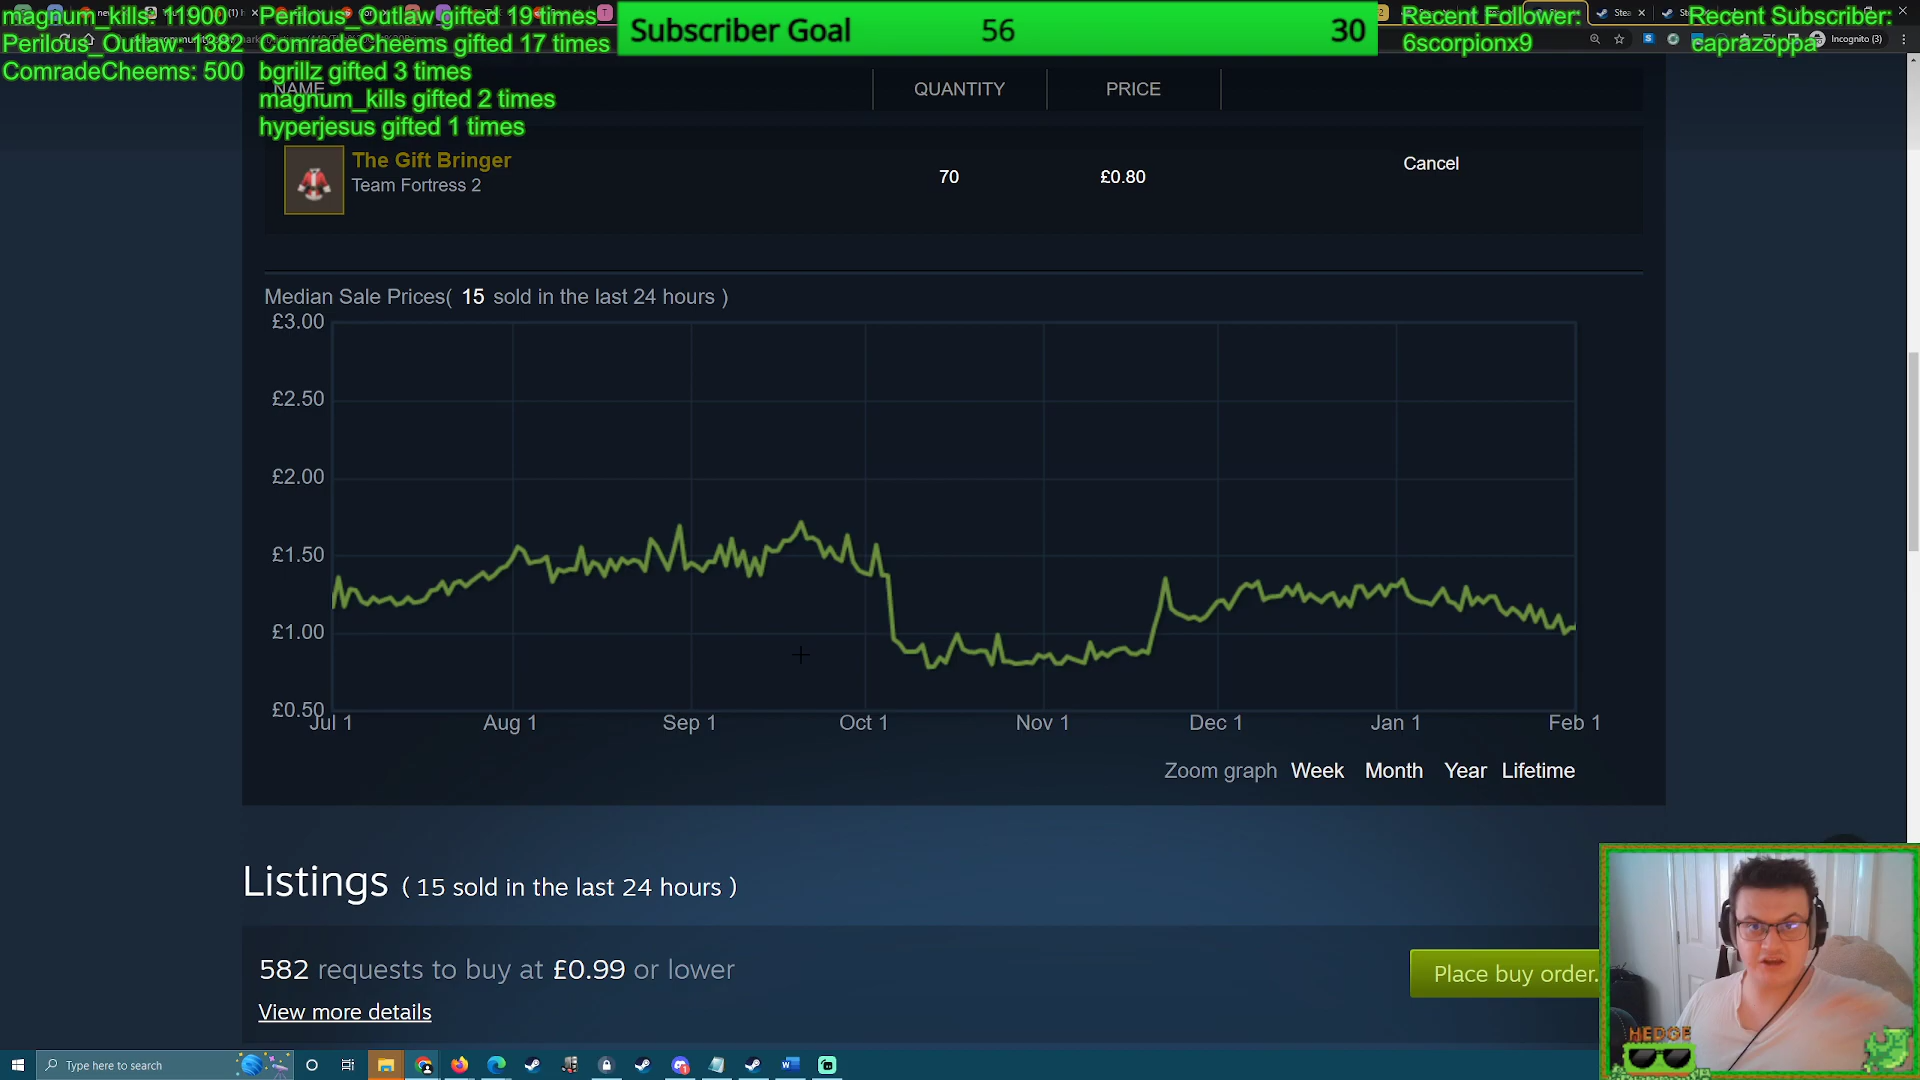 magnum_kills: 11900
Perilous_Outlaw: 1382
ComradeCheems: 500
Perilous_Outlaw gifted 19 times
ComradeCheems gifted 17 times
bgrillz gifted 3 times
magnum_kills gifted 2 times
hyperjesus gifted 1 times
Subscriber Goal 56 30
Recent Follower:
6scorpionx9
Recent Subscriber:
caprazoppa
Incognito (3)
NAME QUANTITY PRICE
The Gift Bringer
Team Fortress 2
70 £0.80 Cancel
Median Sale Prices( 15 sold in the last 24 hours )
£3.00
£2.50
£2.00
£1.50
£1.00
£0.50
Jul 1 Aug 1 Sep 1 Oct 1 Nov 1 Dec 1 Jan 1 Feb 1
Zoom graph Week Month Year Lifetime
Listings ( 15 sold in the last 24 hours )
582 requests to buy at £0.99 or lower
View more details
Place buy order.
HEDGE
Type here to search